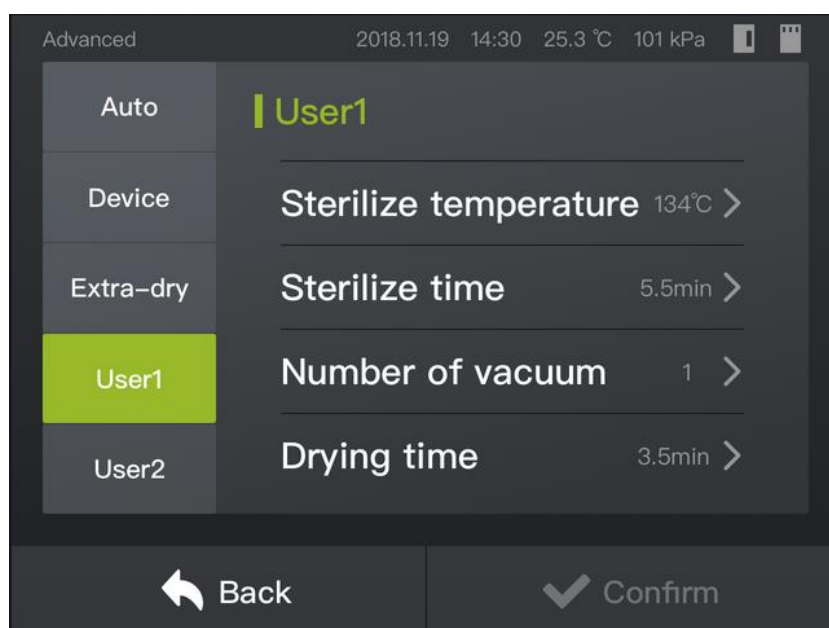 Advanced 2018.11.19 14:30 25.3 ℃ 101 kPa
Auto
Device
Extra-dry
User1
User2
User1
Sterilize temperature 134℃
Sterilize time 5.5min
Number of vacuum 1
Drying time 3.5min
Back
Confirm